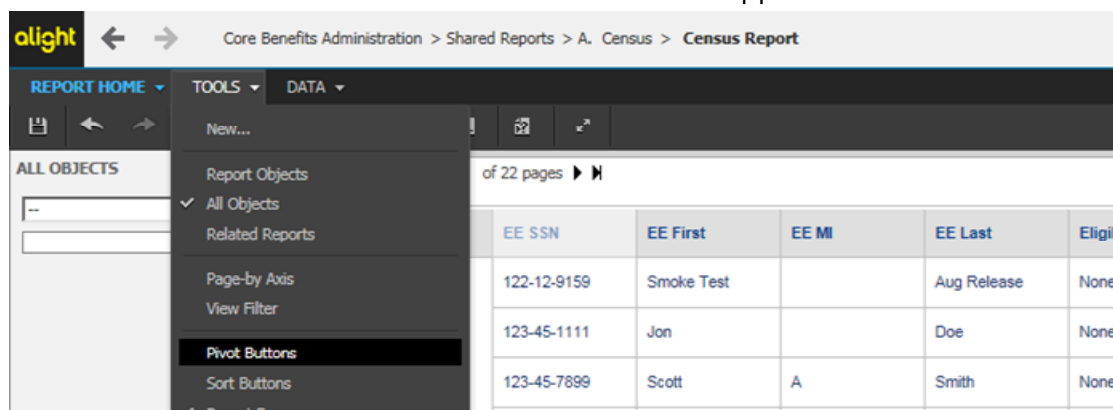 alight Core Benefits Administration > Shared Reports > A. Census > Census Report
REPORT HOME TOOLS DATA
New...
ALL OBJECTS
of 22 pages
--
Report Objects
All Objects
Related Reports
Page-by Axis
View Filter
Pivot Buttons
Sort Buttons
EE SSN EE First EE MI EE Last
122-12-9159 Smoke Test Aug Release None
123-45-1111 Jon Doe None
123-45-7899 Scott A Smith None